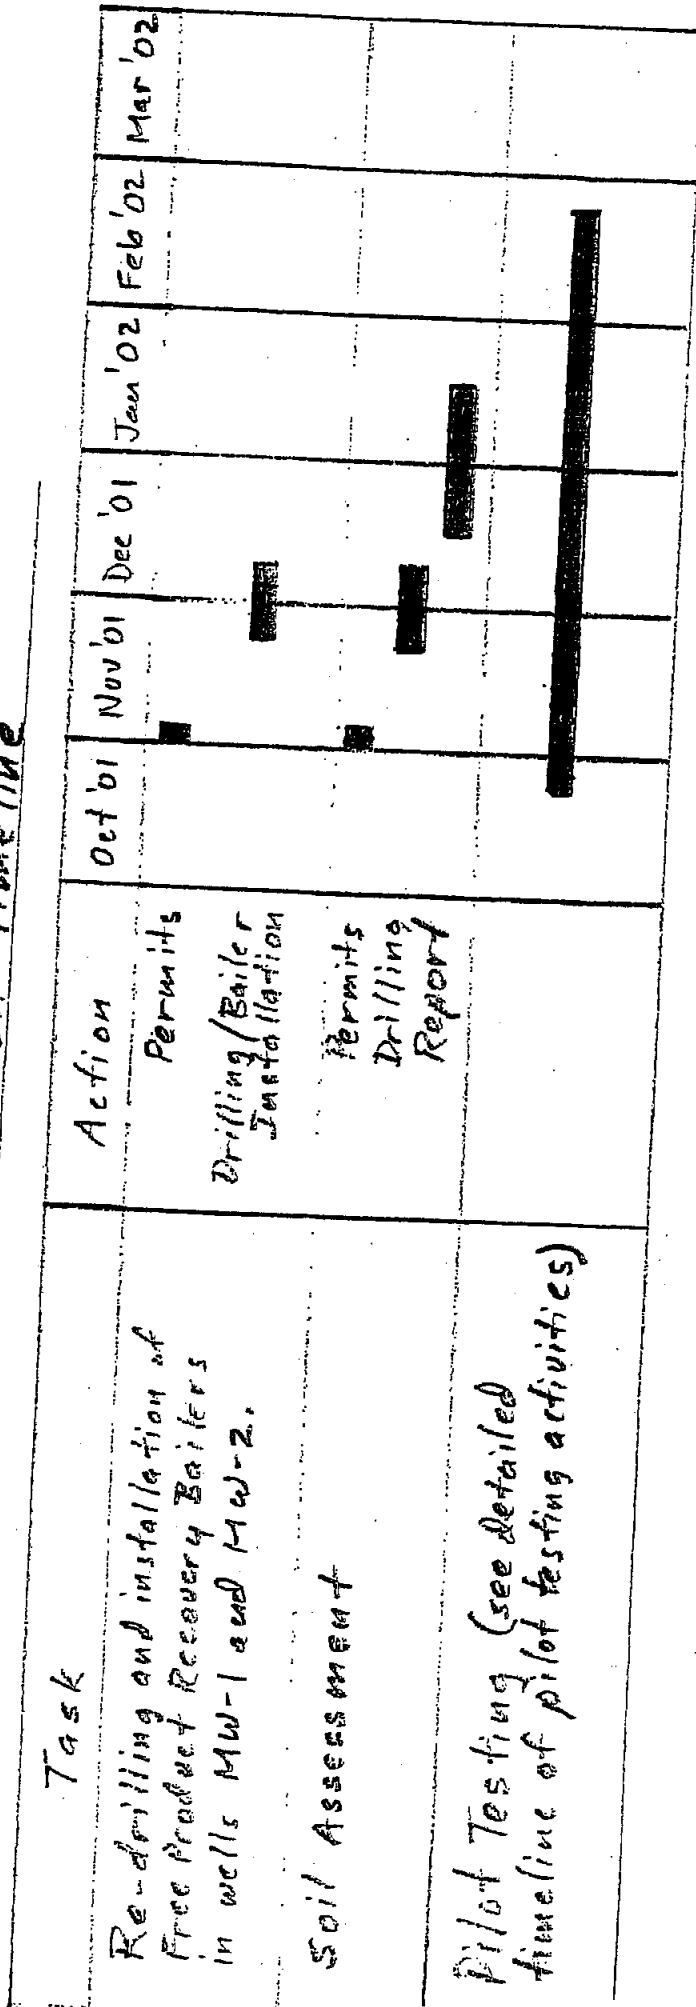 Timeline
Task
Action
Oct '01
Nov '01
Dec '01
Jan '02
Feb '02
Mar '02
Re-drilling and installation of
Free Product Recovery Bailers
in wells MW-1 and MW-2.
Permits
Drilling/Bailer
Installation
Soil Assessment
Permits
Drilling
Report
Pilot Testing (see detailed
timeline of pilot testing activities)